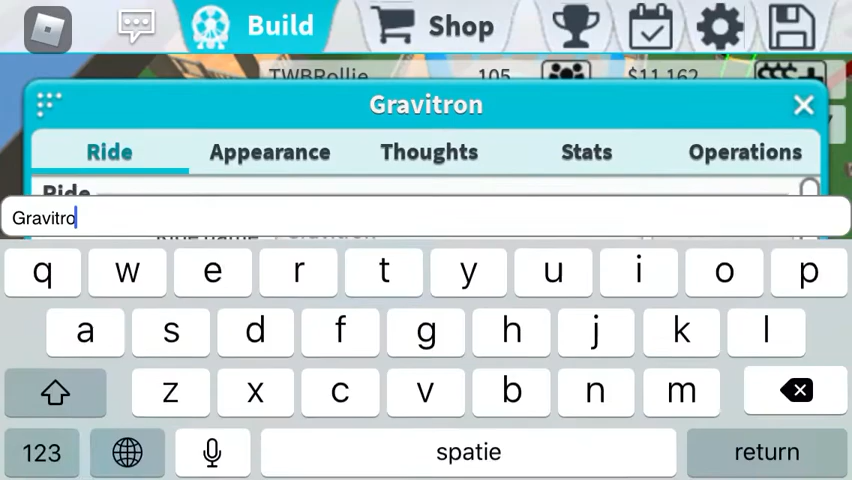 Build Shop
TWBRollie 105 $11,162 $$$+
Gravitron
Ride Appearance Thoughts Stats Operations
Ride
Gravitro
q w e r t y u i o p
a s d f g h j k l
z x c v b n m
123 spatie return